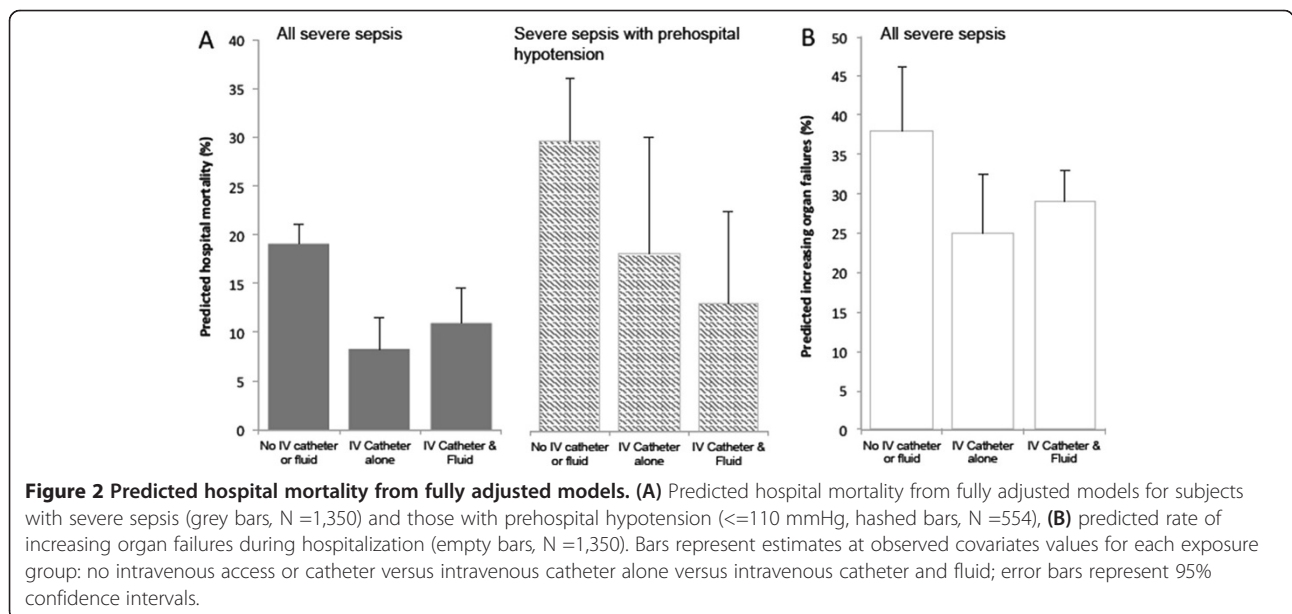 A
All severe sepsis
Severe sepsis with prehospital
hypotension
Predicted hospital mortality (%)
40
35
30
25
20
15
10
5
0
No IV catheter
or fluid
IV Catheter
alone
IV Catheter &
Fluid
No IV catheter
or fluid
IV Catheter
alone
IV Catheter &
Fluid
B
All severe sepsis
Predicted increasing organ failures (%)
50
45
40
35
30
25
20
15
10
5
0
No IV catheter
or fluid
IV Catheter
alone
IV Catheter &
Fluid
Figure 2 Predicted hospital mortality from fully adjusted models. (A) Predicted hospital mortality from fully adjusted models for subjects
with severe sepsis (grey bars, N =1,350) and those with prehospital hypotension (<=110 mmHg, hashed bars, N =554), (B) predicted rate of
increasing organ failures during hospitalization (empty bars, N =1,350). Bars represent estimates at observed covariates values for each exposure
group: no intravenous access or catheter versus intravenous catheter alone versus intravenous catheter and fluid; error bars represent 95%
confidence intervals.